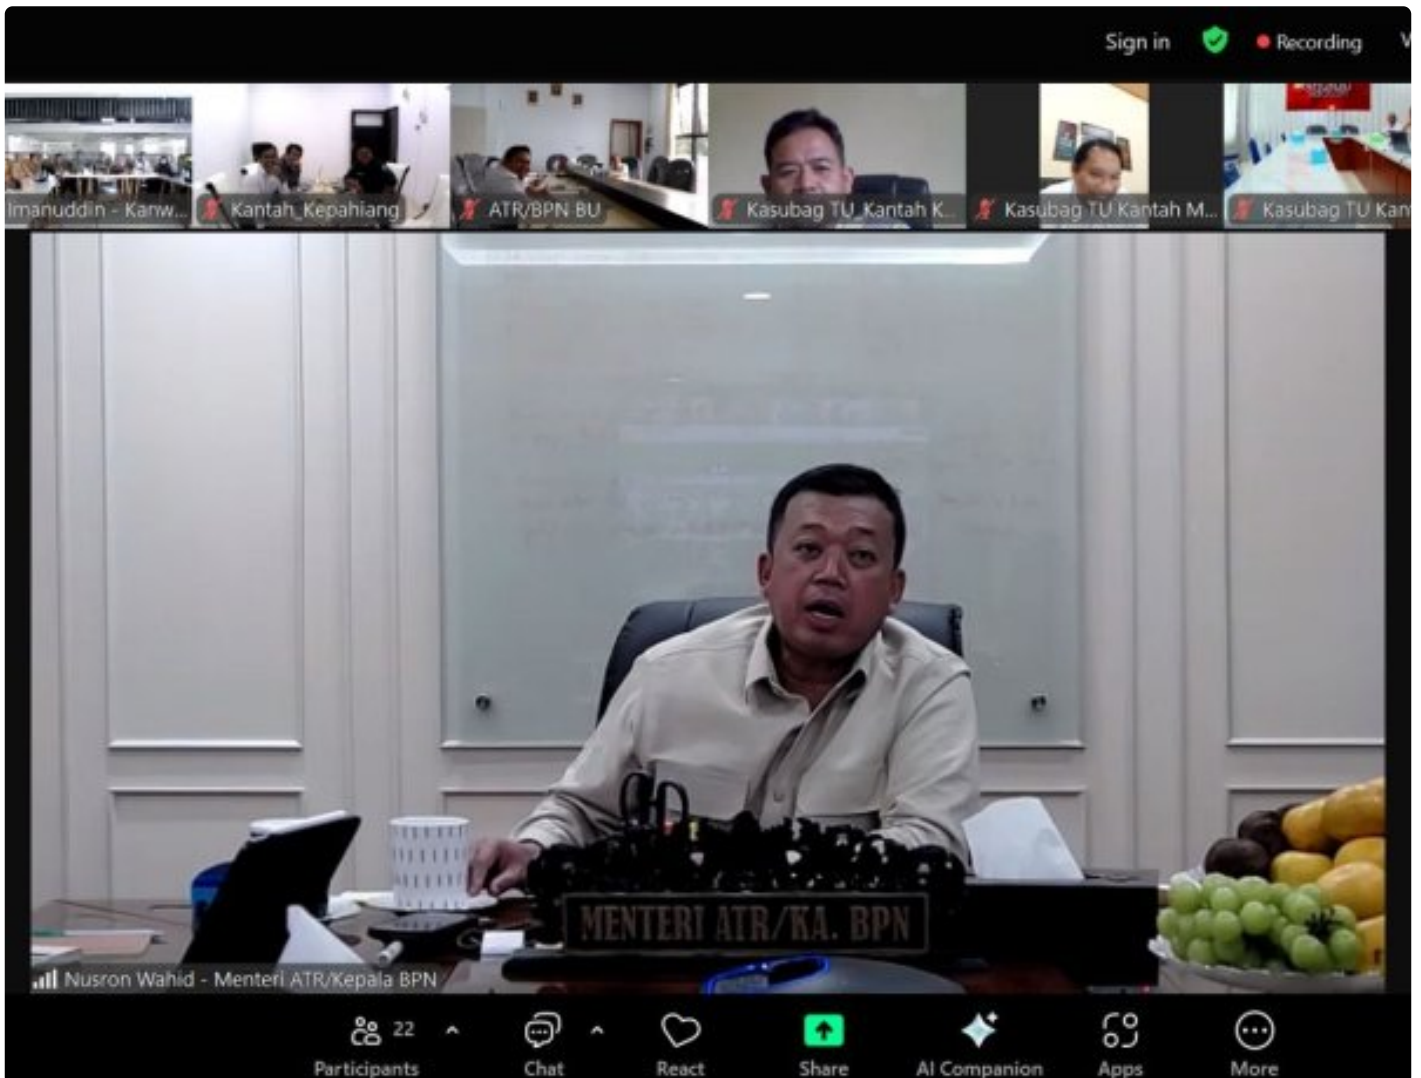 Sign in
Recording
Imanuddin - Kanw...
Kantah_Kepahiang
ATR/BPN BU
Kasubag TU_Kantah K...
Kasubag TU Kantah M...
Kasubag TU Kan
MENTERI ATR/KA. BPN
Nusron Wahid - Menteri ATR/Kepala BPN
22
Participants
Chat
React
Share
AI Companion
Apps
More